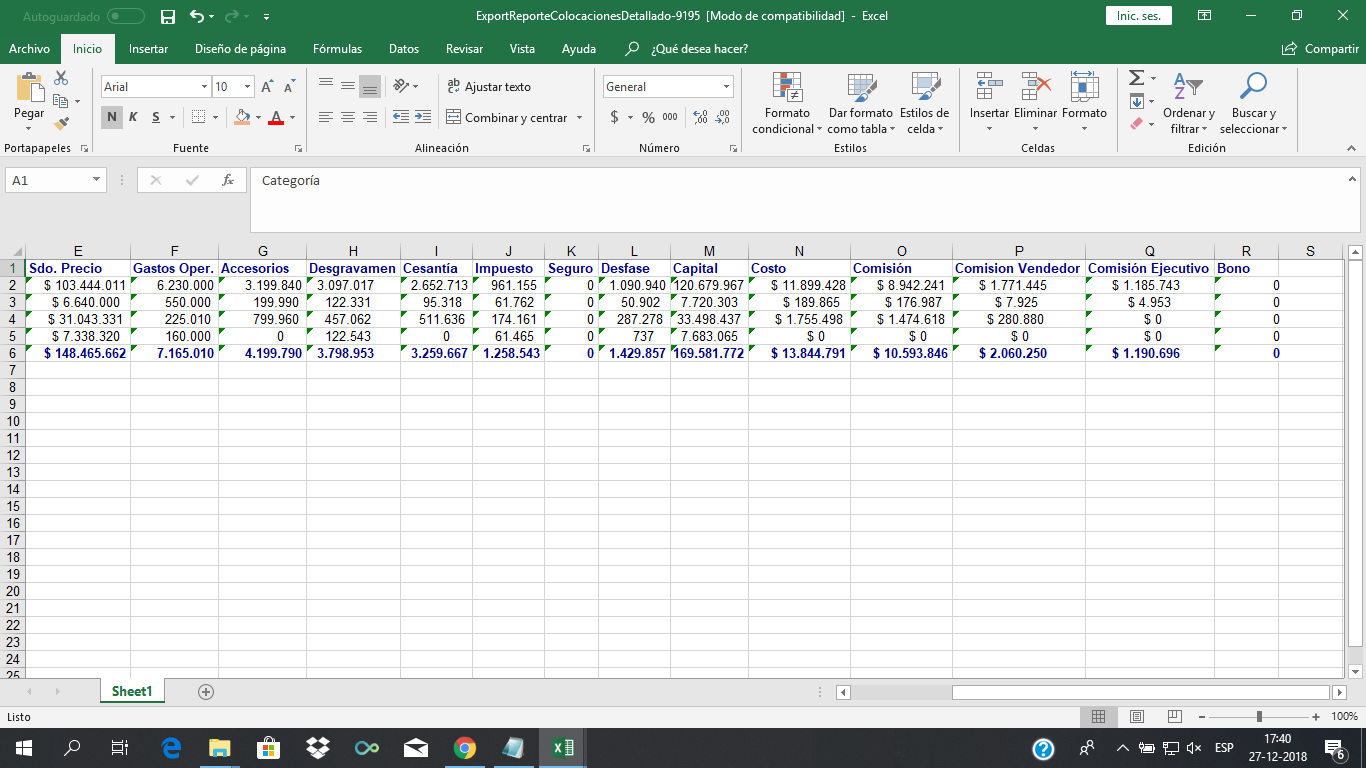 Autoguardado
ExportReporteColocacionesDetallado-9195 [Modo de compatibilidad] - Excel
Inic. ses.
Archivo Inicio Insertar Diseño de página Fórmulas Datos Revisar Vista Ayuda ¿Qué desea hacer? Compartir
Pegar
Portapapeles
Arial 10
N K S
Fuente
Ajustar texto
Combinar y centrar
Alineación
General
$ % 000
Número
Formato condicional
Dar formato como tabla
Estilos de celda
Estilos
Insertar Eliminar Formato
Celdas
Ordenar y filtrar
Buscar y seleccionar
Edición
A1 fx Categoría
E F G H I J K L M N O P Q R S
1 Sdo. Precio Gastos Oper. Accesorios Desgravamen Cesantía Impuesto Seguro Desfase Capital Costo Comisión Comision Vendedor Comisión Ejecutivo Bono
2 $ 103.444.011 6.230.000 3.199.840 3.097.017 2.652.713 961.155 0 1.090.940 120.679.967 $ 11.899.428 $ 8.942.241 $ 1.771.445 $ 1.185.743 0
3 $ 6.640.000 550.000 199.990 122.331 95.318 61.762 0 50.902 7.720.303 $ 189.865 $ 176.987 $ 7.925 $ 4.953 0
4 $ 31.043.331 225.010 799.960 457.062 511.636 174.161 0 287.278 33.498.437 $ 1.755.498 $ 1.474.618 $ 280.880 $ 0 0
5 $ 7.338.320 160.000 0 122.543 0 61.465 0 737 7.683.065 $ 0 $ 0 $ 0 $ 0 0
6 $ 148.465.662 7.165.010 4.199.790 3.798.953 3.259.667 1.258.543 0 1.429.857 169.581.772 $ 13.844.791 $ 10.593.846 $ 2.060.250 $ 1.190.696 0
7
8
9
10
11
12
13
14
15
16
17
18
19
20
21
22
23
24
25
Sheet1
Listo
100%
ESP
17:40
27-12-2018
6